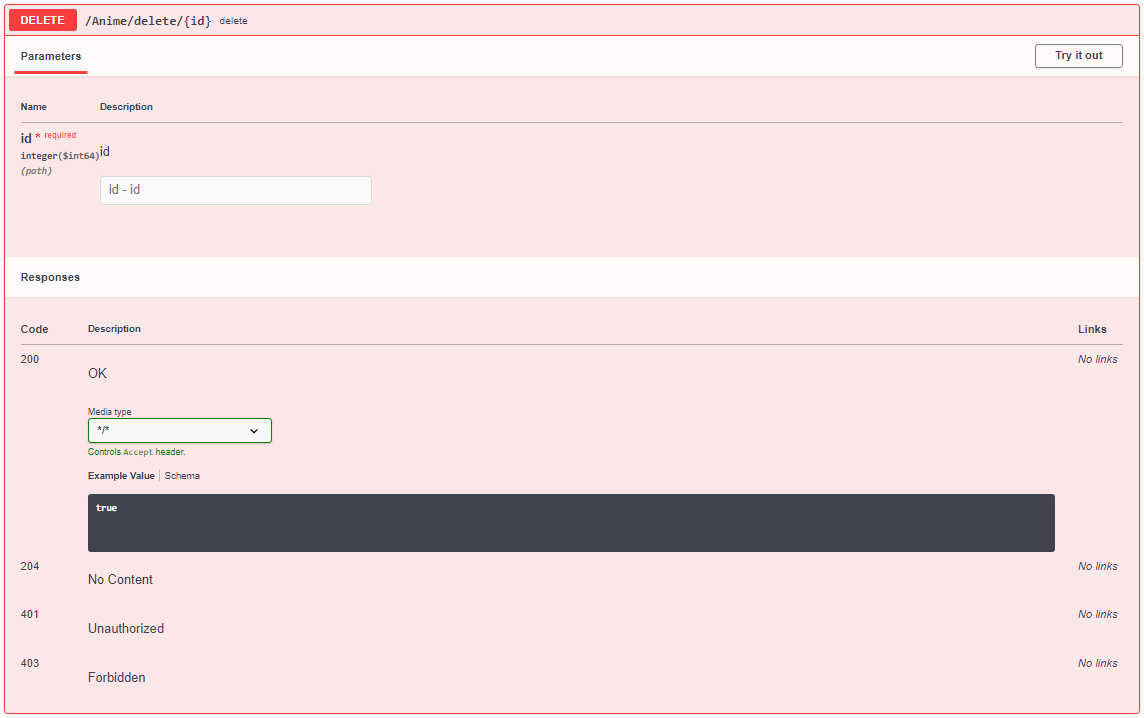 DELETE /Anime/delete/{id} delete
Parameters Try it out
Name Description
id * required id
integer($int64)
(path)
id - id
Responses
Code Description Links
200 No links
OK
Media type
*/*
Controls Accept header.
Example Value Schema
true
204 No links
No Content
401 No links
Unauthorized
403 No links
Forbidden